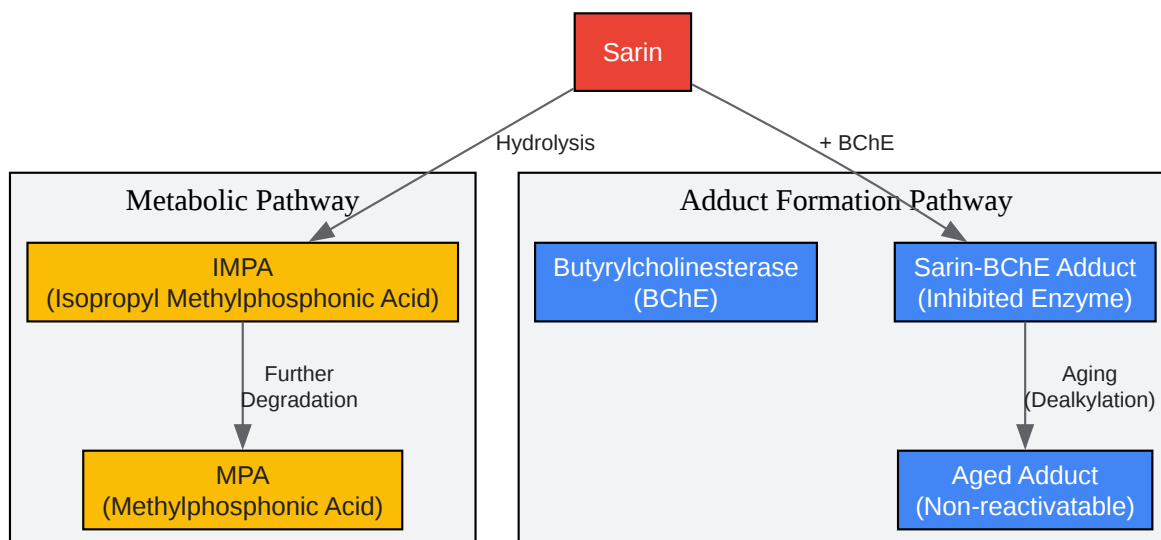 Sarin
Hydrolysis
+ BChE
Metabolic Pathway
Adduct Formation Pathway
IMPA
(Isopropyl Methylphosphonic Acid)
Butyrylcholinesterase
(BChE)
Sarin-BChE Adduct
(Inhibited Enzyme)
Further
Degradation
Aging
(Dealkylation)
MPA
(Methylphosphonic Acid)
Aged Adduct
(Non-reactivatable)